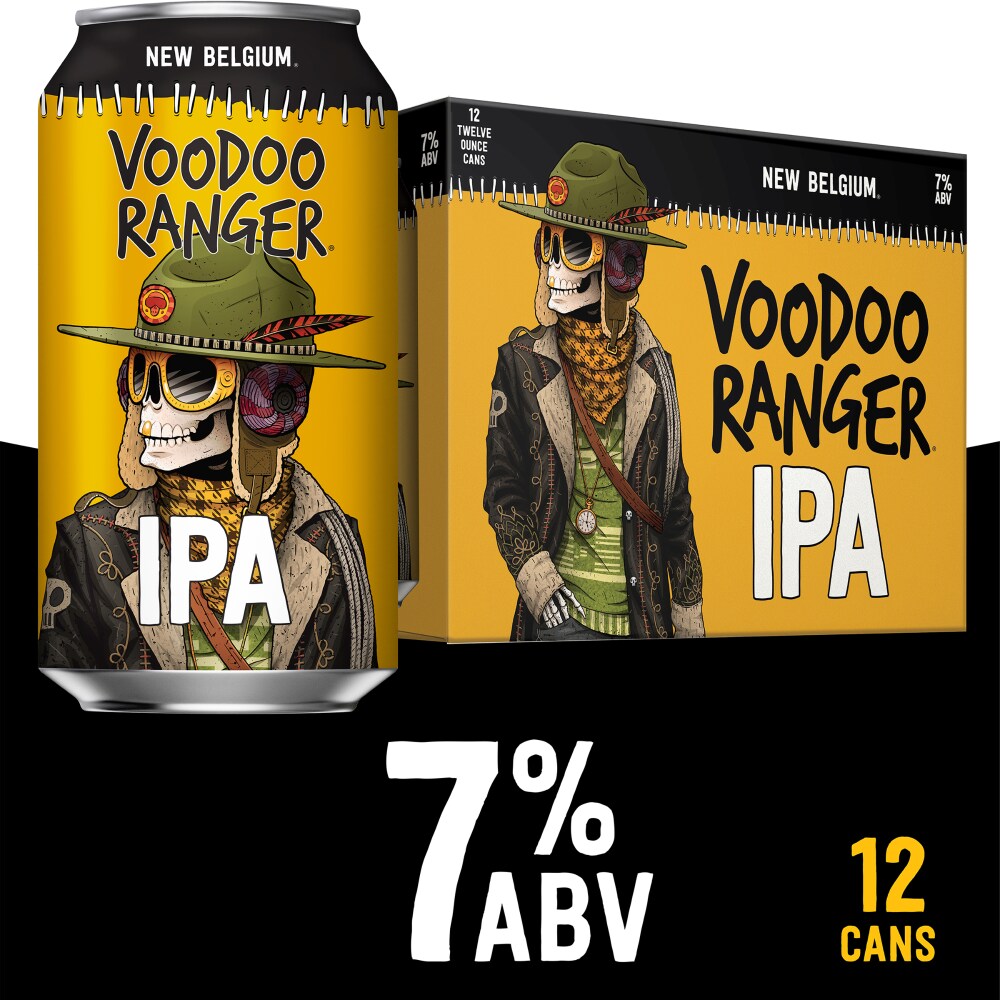 NEW BELGIUM.
VOODOO
RANGER®
IPA
7%
ABV
12
TWELVE
OUNCE
CANS
NEW BELGIUM.
7%
ABV
VOODOO
RANGER®
IPA
7%
ABV
12
CANS